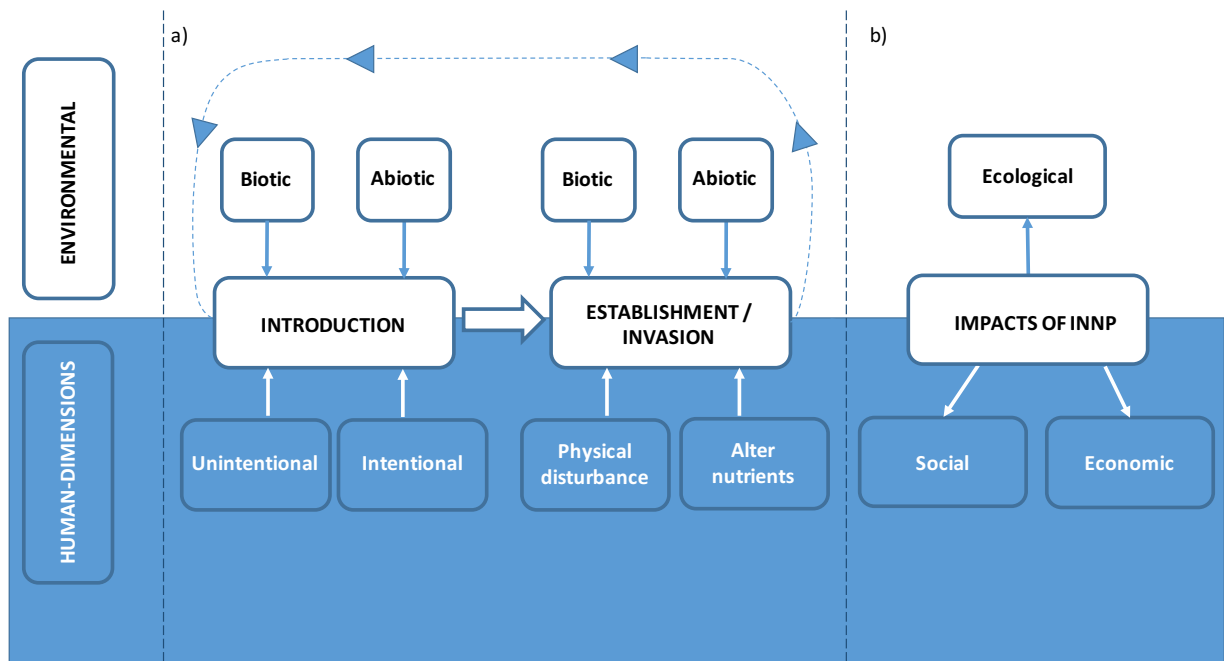 a)
b)
ENVIRONMENTAL
Biotic
Abiotic
Biotic
Abiotic
Ecological
INTRODUCTION
ESTABLISHMENT /
INVASION
IMPACTS OF INNP
HUMAN-DIMENSIONS
Unintentional
Intentional
Physical
disturbance
Alter
nutrients
Social
Economic